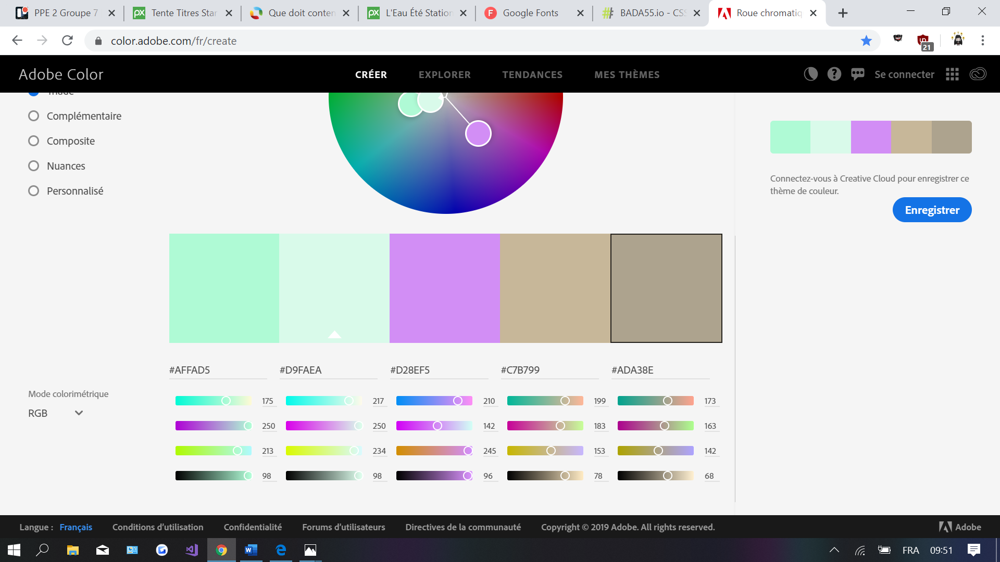 PPE 2 Groupe 7
Tente Titres Star
Que doit conten
L'Eau Été Station
Google Fonts
BADA55.io - CSS
Roue chromatiq
color.adobe.com/fr/create
21
Adobe Color
CRÉER
EXPLORER
TENDANCES
MES THÈMES
Se connecter
Complémentaire
Composite
Nuances
Personnalisé
Connectez-vous à Creative Cloud pour enregistrer ce
thème de couleur.
Enregistrer
#AFFAD5
#D9FAEA
#D28EF5
#C7B799
#ADA38E
Mode colorimétrique
RGB
175 217 210 199 173
250 250 142 183 163
213 234 245 153 142
98 98 96 78 68
Langue : Français
Conditions d'utilisation
Confidentialité
Forums d'utilisateurs
Directives de la communauté
Copyright © 2019 Adobe. All rights reserved.
Adobe
FRA
09:51